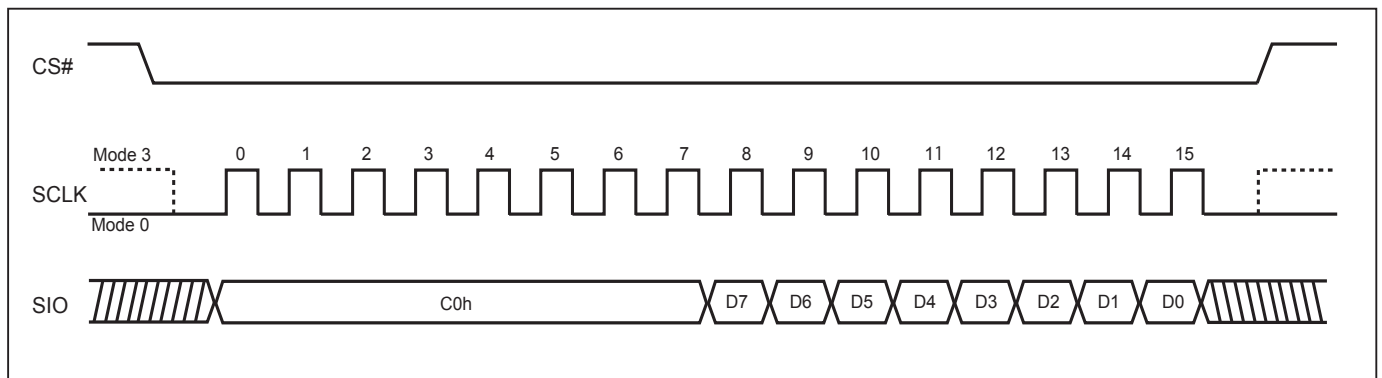 CS#
Mode 3
0 1 2 3 4 5 6 7 8 9 10 11 12 13 14 15
SCLK
Mode 0
SIO
C0h D7 D6 D5 D4 D3 D2 D1 D0